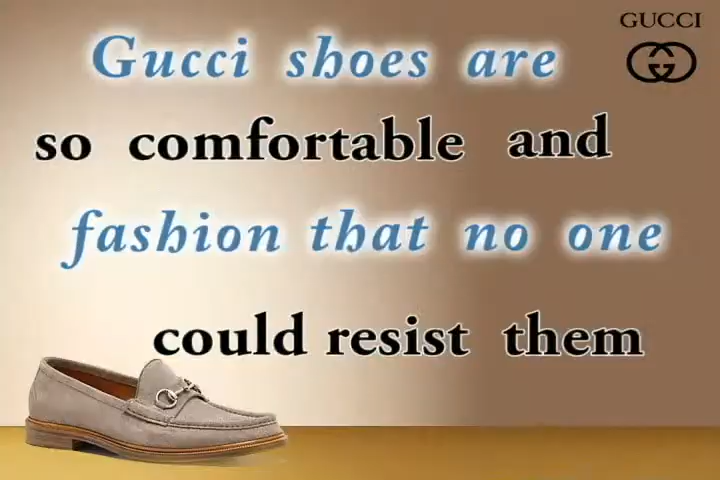 GUCCI
Gucci shoes are
so comfortable and
fashion that no one
could resist them